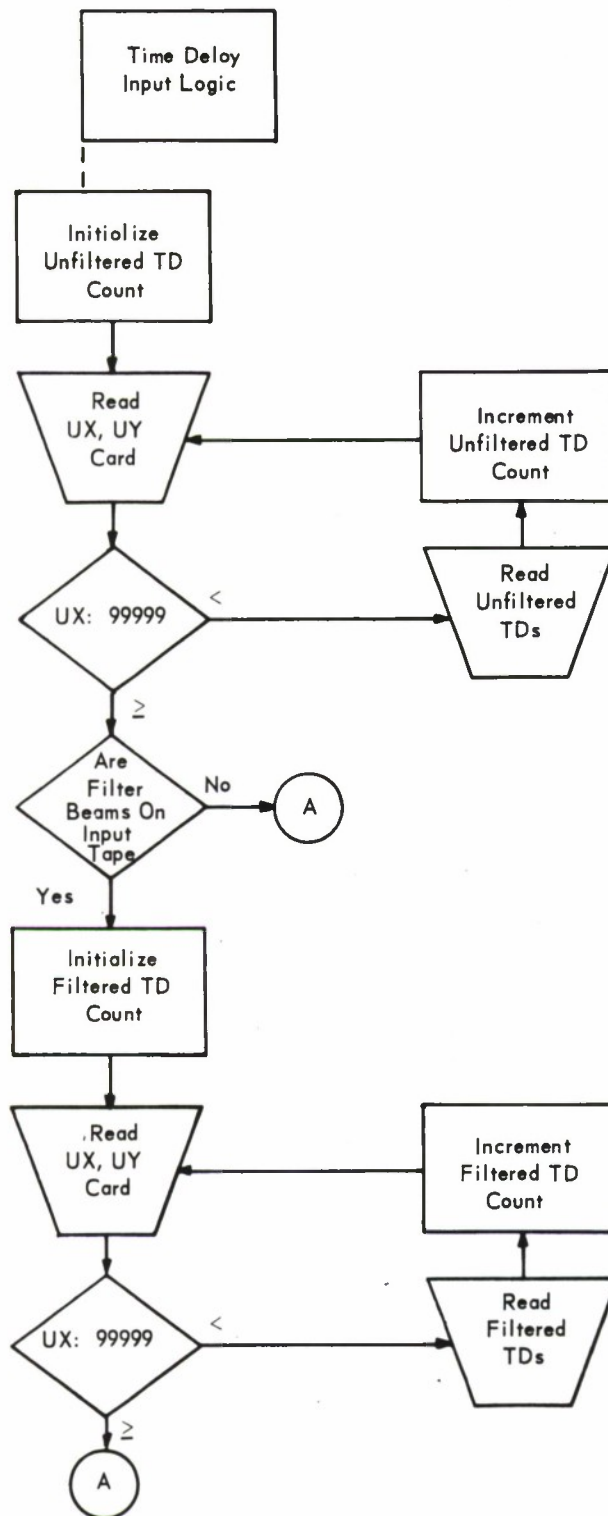 Time Deloy
Input Logic
Initiolize
Unfiltered TD
Count
Read
UX, UY
Card
Increment
Unfiltered TD
Count
UX: 99999
<
Read
Unfiltered
TDs
≥
Are
Filter
Beams On
Input
Tape
No
A
Yes
Initialize
Filtered TD
Count
Read
UX, UY
Card
Increment
Filtered TD
Count
UX: 99999
<
Read
Filtered
TDs
≥
A